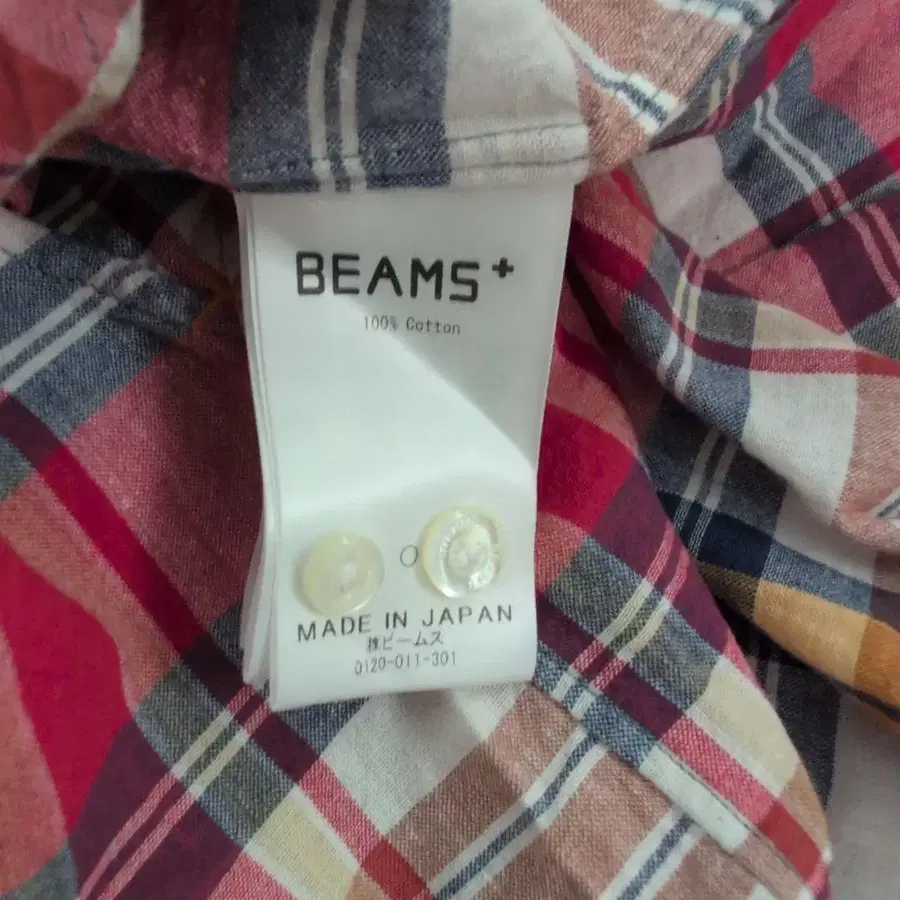 BEAMS+
100% Cotton
MADE IN JAPAN
㈱ビームス
0120-011-301